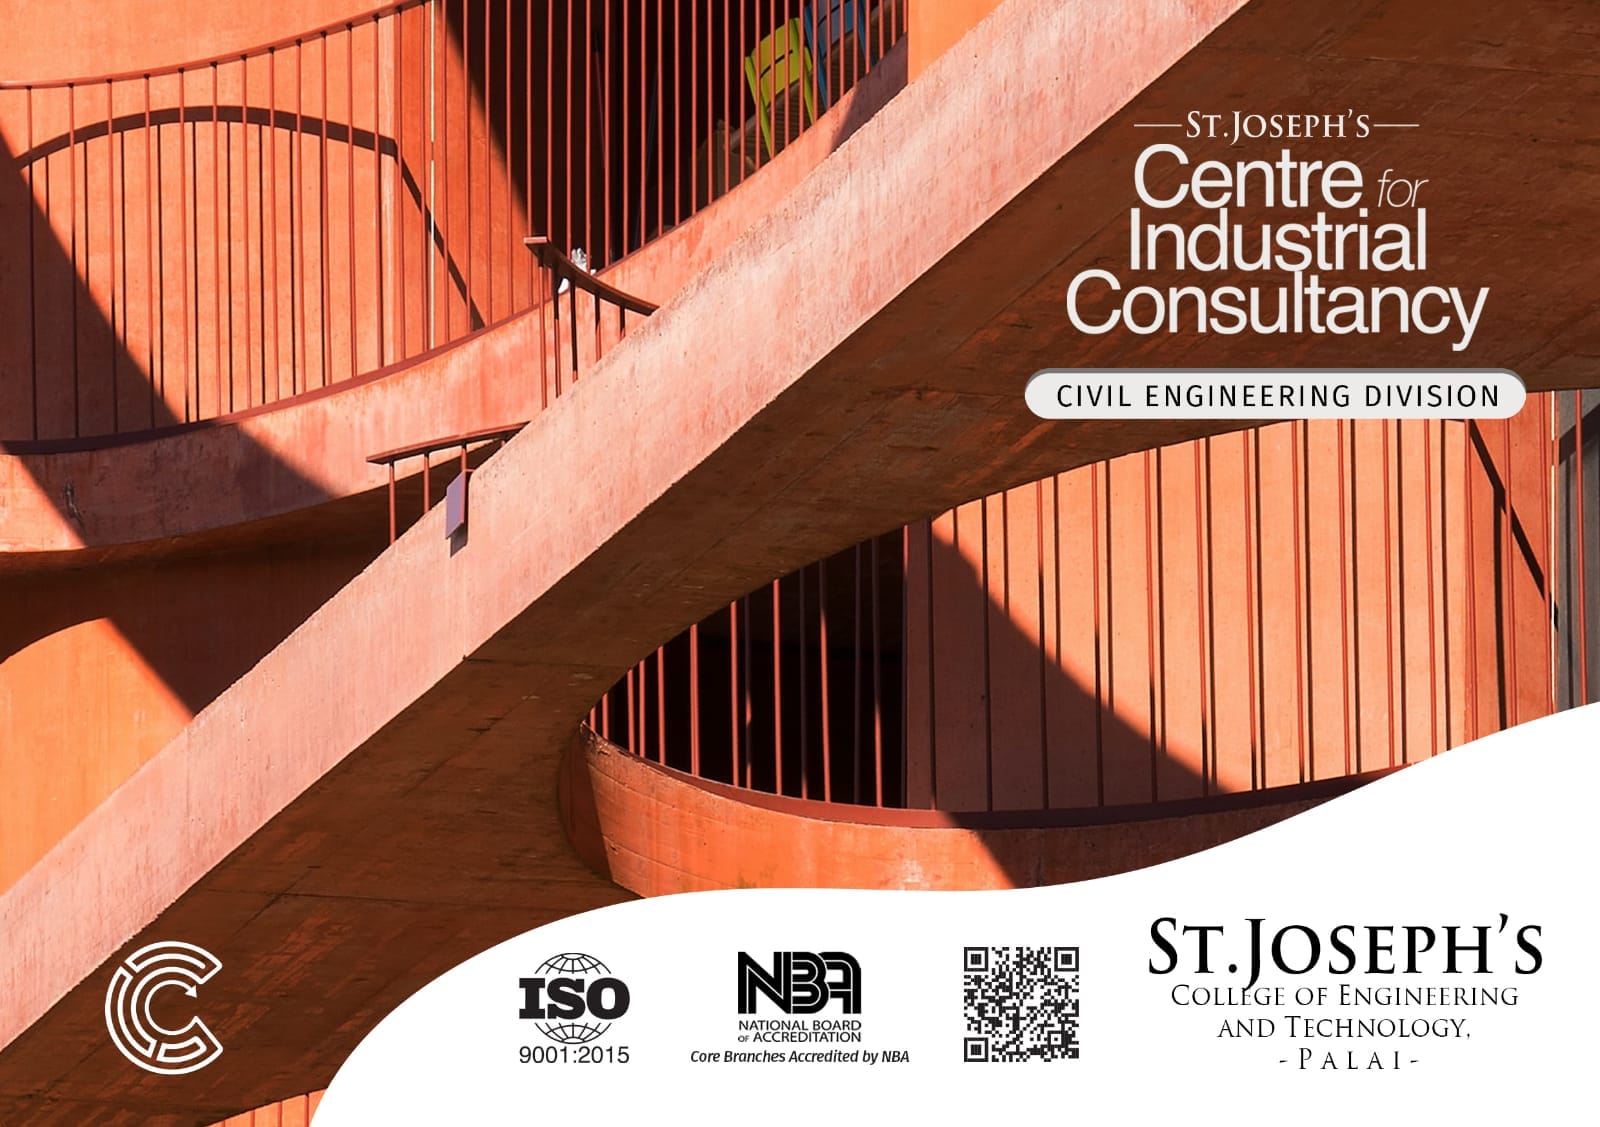 ST.JOSEPH'S
Centre for
Industrial
Consultancy
CIVIL ENGINEERING DIVISION
ISO
9001:2015
NBA
NATIONAL BOARD
OF ACCREDITATION
Core Branches Accredited by NBA
ST.JOSEPH'S
COLLEGE OF ENGINEERING
AND TECHNOLOGY,
- PALAI -